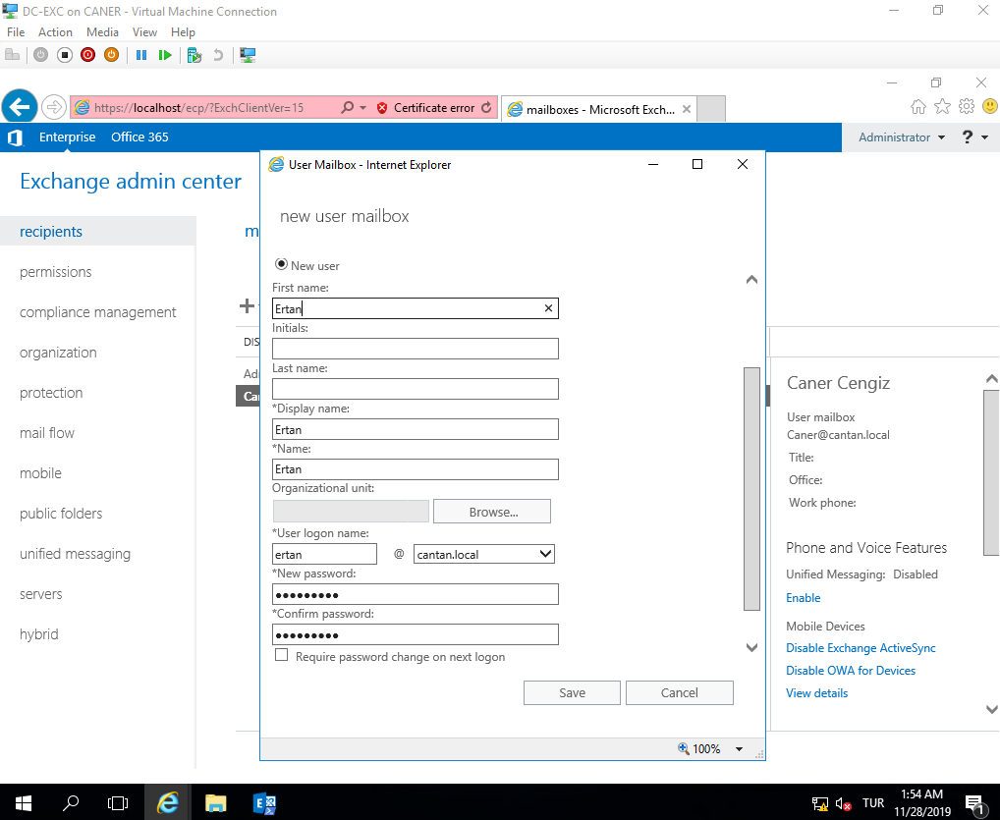 DC-EXC on CANER - Virtual Machine Connection
File Action Media View Help
https://localhost/ecp/?ExchClientVer=15
Certificate error
mailboxes - Microsoft Exch...
Enterprise Office 365
Administrator ?
Exchange admin center
recipients
permissions
compliance management
organization
protection
mail flow
mobile
public folders
unified messaging
servers
hybrid
m
DIS
Adı
Ca
User Mailbox - Internet Explorer
new user mailbox
New user
First name:
Ertan
Initials:
Last name:
*Display name:
Ertan
*Name:
Ertan
Organizational unit:
Browse...
*User logon name:
ertan @ cantan.local
*New password:
•••••••••
*Confirm password:
•••••••••
Require password change on next logon
Save Cancel
100%
Caner Cengiz
User mailbox
Caner@cantan.local
Title:
Office:
Work phone:
Phone and Voice Features
Unified Messaging: Disabled
Enable
Mobile Devices
Disable Exchange ActiveSync
Disable OWA for Devices
View details
TUR
1:54 AM
11/28/2019
1